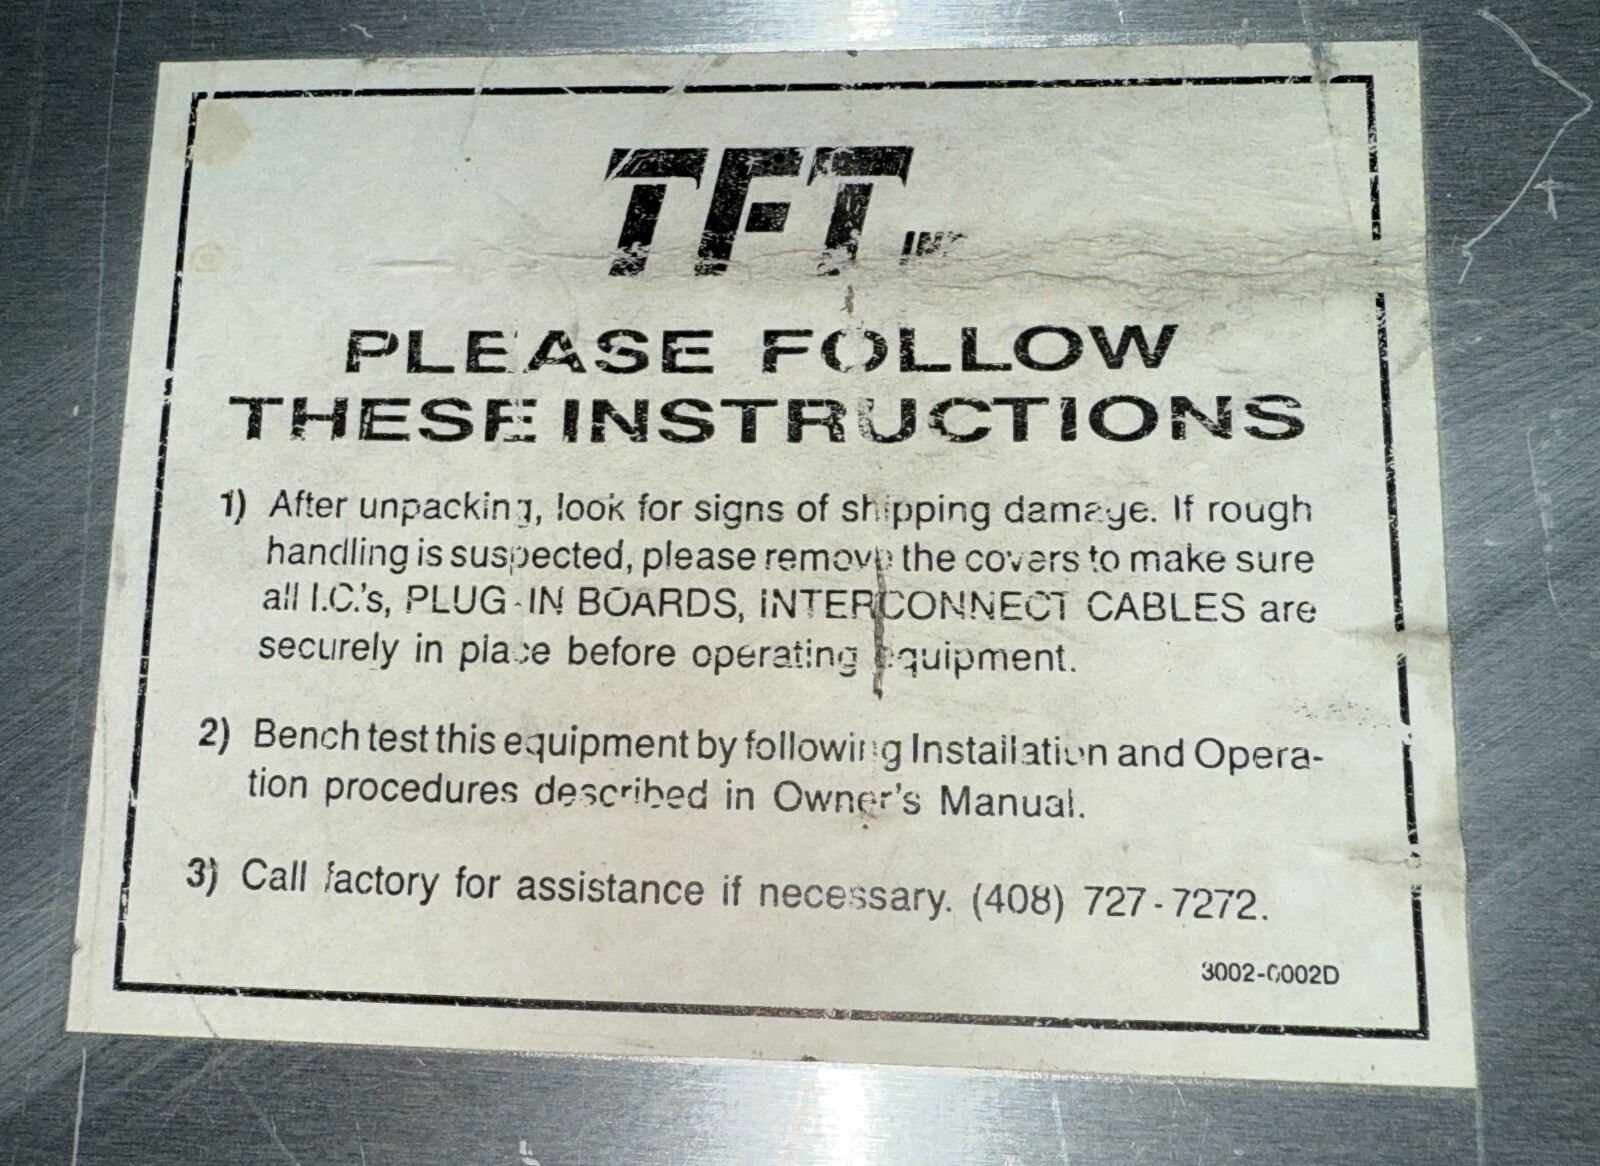 TFT INC
PLEASE FOLLOW
THESE INSTRUCTIONS
1) After unpacking, look for signs of shipping damage. If rough
handling is suspected, please remove the covers to make sure
all I.C.'s, PLUG-IN BOARDS, INTERCONNECT CABLES are
securely in place before operating equipment.
2) Bench test this equipment by following Installation and Opera-
tion procedures described in Owner's Manual.
3) Call factory for assistance if necessary. (408) 727-7272.
3002-0002D